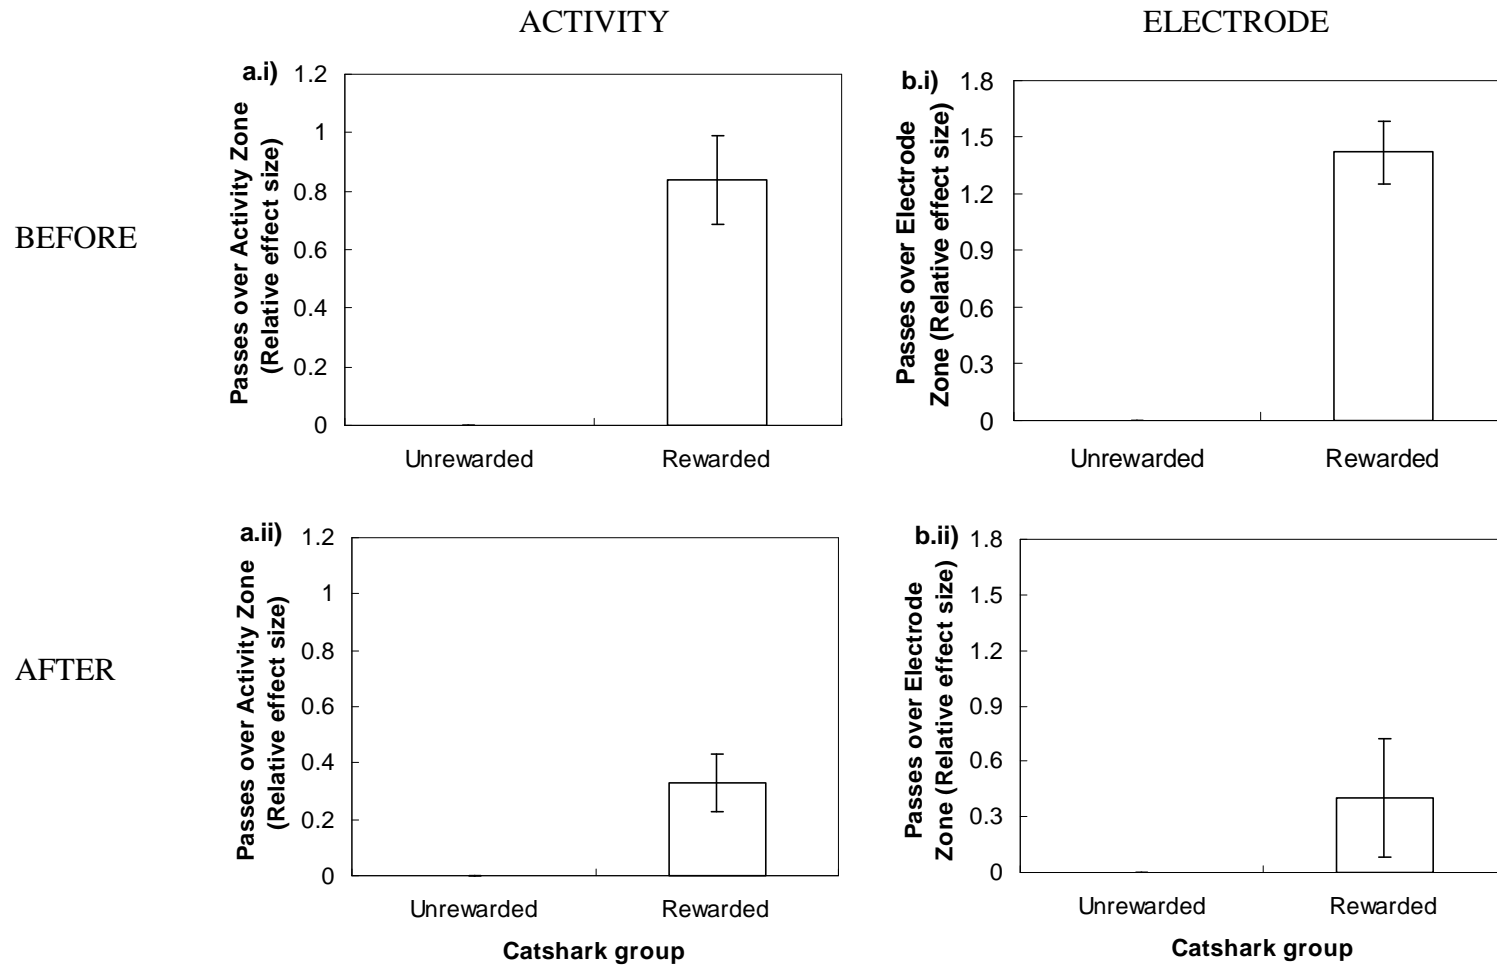 ACTIVITY
ELECTRODE
BEFORE
a.i)
Passes over Activity Zone
(Relative effect size)
1.2
1
0.8
0.6
0.4
0.2
0
Unrewarded
Rewarded
b.i)
Passes over Electrode
Zone (Relative effect size)
1.8
1.5
1.2
0.9
0.6
0.3
0
Unrewarded
Rewarded
AFTER
a.ii)
Passes over Activity Zone
(Relative effect size)
1.2
1
0.8
0.6
0.4
0.2
0
Unrewarded
Rewarded
Catshark group
b.ii)
Passes over Electrode
Zone (Relative effect size)
1.8
1.5
1.2
0.9
0.6
0.3
0
Unrewarded
Rewarded
Catshark group